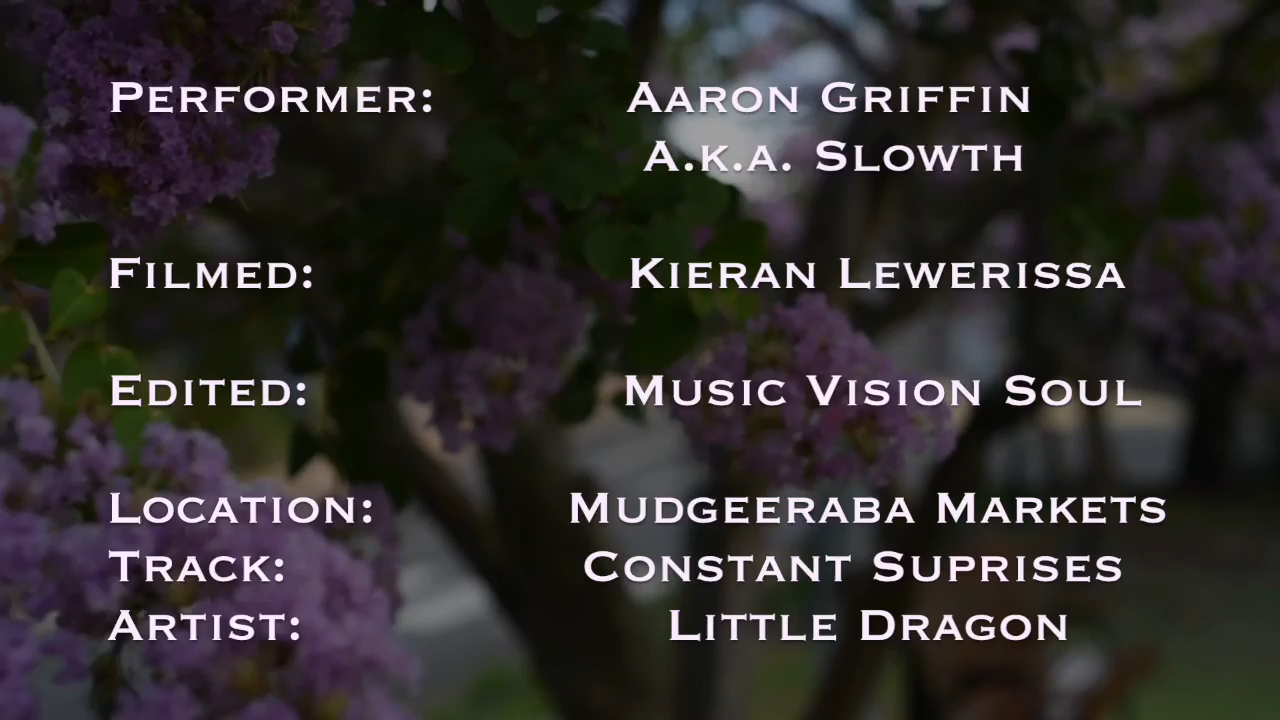 Performer: Aaron Griffin
A.k.a. Slowth
Filmed: Kieran Lewerissa
Edited: Music Vision Soul
Location: Mudgeeraba Markets
Track: Constant Suprises
Artist: Little Dragon